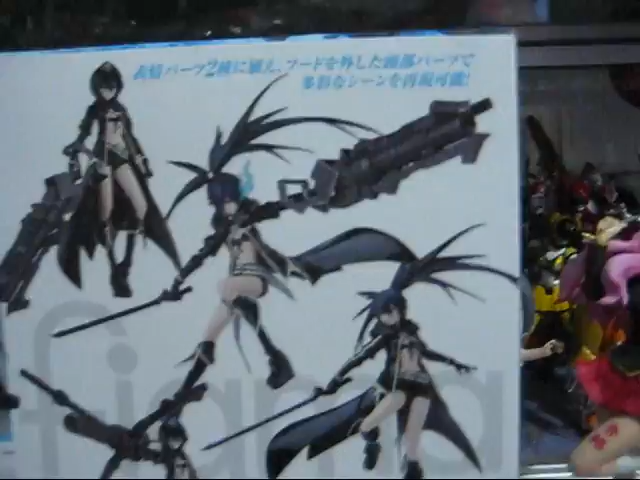 表情パーツ2種に加え、フードを外した頭部パーツで
多彩なシーンを再現可能!
figma